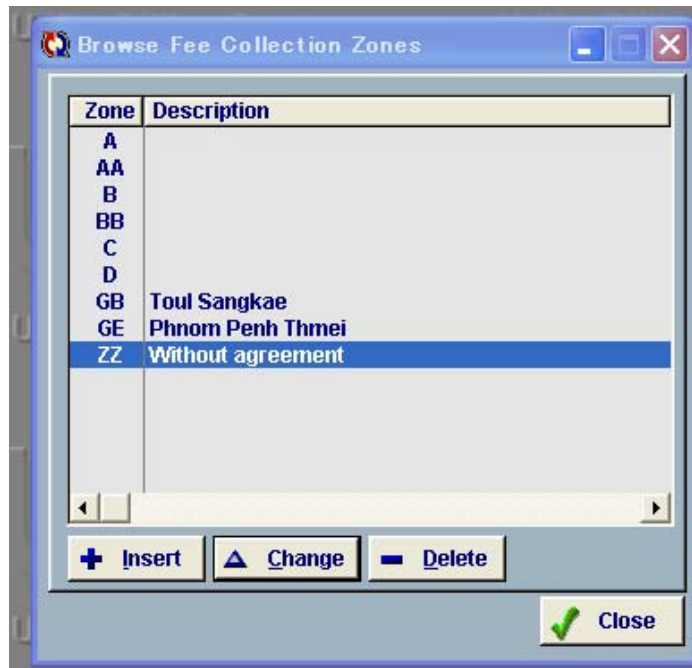 Browse Fee Collection Zones
Zone Description
A
AA
B
BB
C
D
GB Toul Sangkae
GE Phnom Penh Thmei
ZZ Without agreement
Insert Change Delete
Close